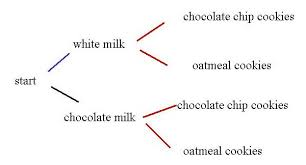 chocolate chip cookies
white milk
oatmeal cookies
start
chocolate chip cookies
chocolate milk
oatmeal cookies